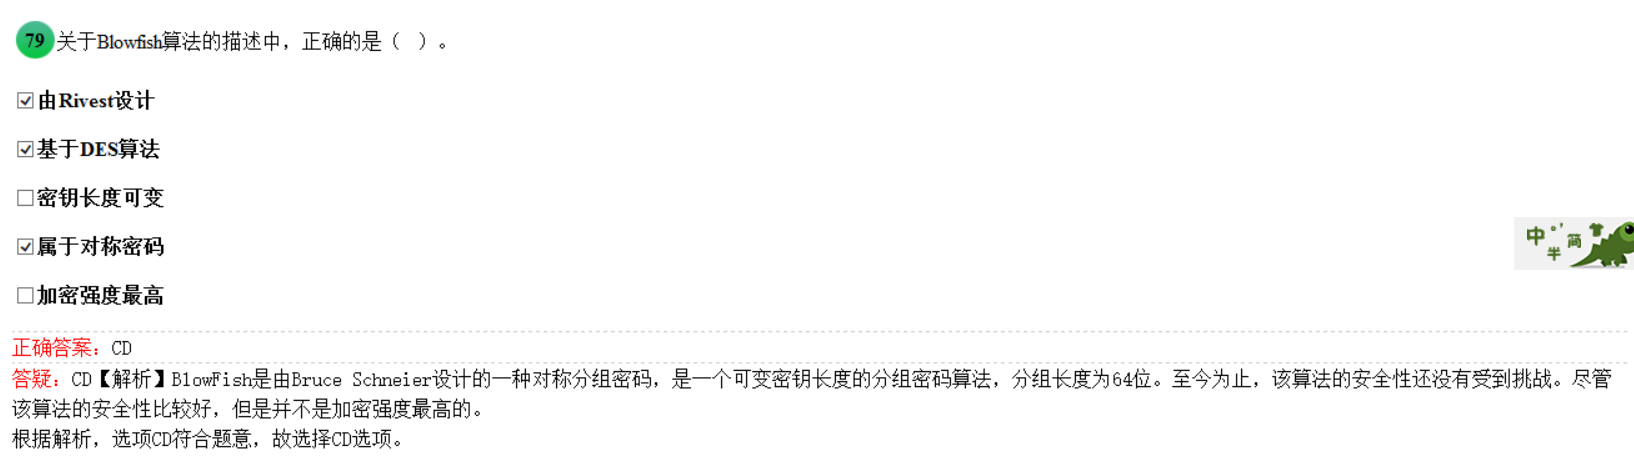 79 关于Blowfish算法的描述中，正确的是（ ）。
由Rivest设计
基于DES算法
密钥长度可变
属于对称密码
加密强度最高
中 °, 简
半
正确答案：CD
答疑：CD【解析】BlowFish是由Bruce Schneier设计的一种对称分组密码，是一个可变密钥长度的分组密码算法，分组长度为64位。至今为止，该算法的安全性还没有受到挑战。尽管
该算法的安全性比较好，但是并不是加密强度最高的。
根据解析，选项CD符合题意，故选择CD选项。